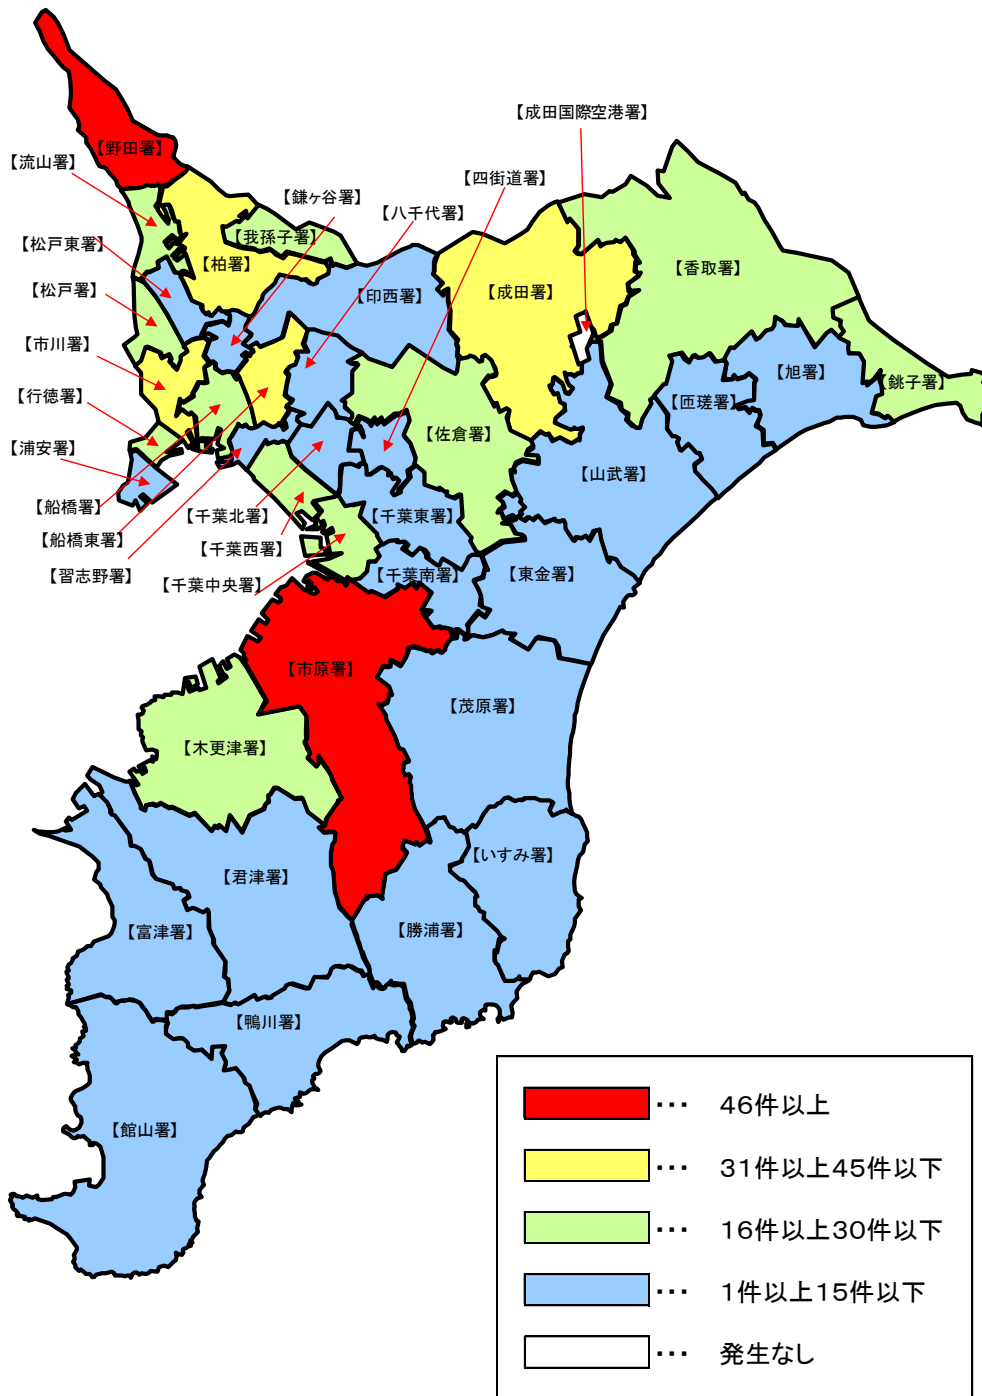 【成田国際空港署】
【野田署】
【流山署】
【四街道署】
【鎌ヶ谷署】
【八千代署】
【我孫子署】
【松戸東署】
【柏署】
【香取署】
【松戸署】
【印西署】
【成田署】
【市川署】
【旭署】
【銚子署】
【行徳署】
【匝瑳署】
【佐倉署】
【浦安署】
【山武署】
【船橋署】
【千葉北署】
【千葉東署】
【船橋東署】
【千葉西署】
【習志野署】
【千葉中央署】
【千葉南署】
【東金署】
【市原署】
【茂原署】
【木更津署】
【いすみ署】
【君津署】
【富津署】
【勝浦署】
【鴨川署】
【館山署】
･･･ 46件以上
･･･ 31件以上45件以下
･･･ 16件以上30件以下
･･･ 1件以上15件以下
･･･ 発生なし